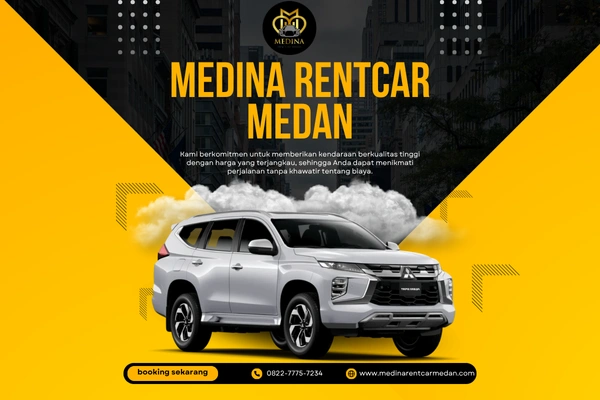 MEDINA
MEDINA RENTCAR
MEDAN
Kami berkomitmen untuk memberikan kendaraan berkualitas tinggi
dengan harga yang terjangkau, sehingga Anda dapat menikmati
perjalanan tanpa khawatir tentang biaya.
booking sekarang
0822-7775-7234
www.medinarentcarmedan.com